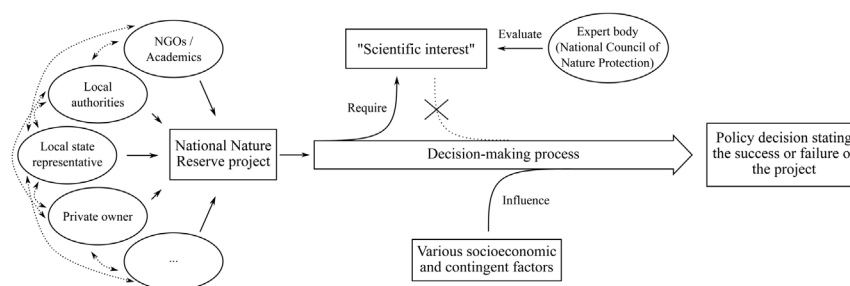 NGOs /
Academics
Local
authorities
Local state
representative
Private owner
...
National Nature
Reserve project
"Scientific interest"
Evaluate
Expert body
(National Council of
Nature Protection)
Require
Decision-making process
Influence
Various socioeconomic
and contingent factors
Policy decision stating
the success or failure o
the project